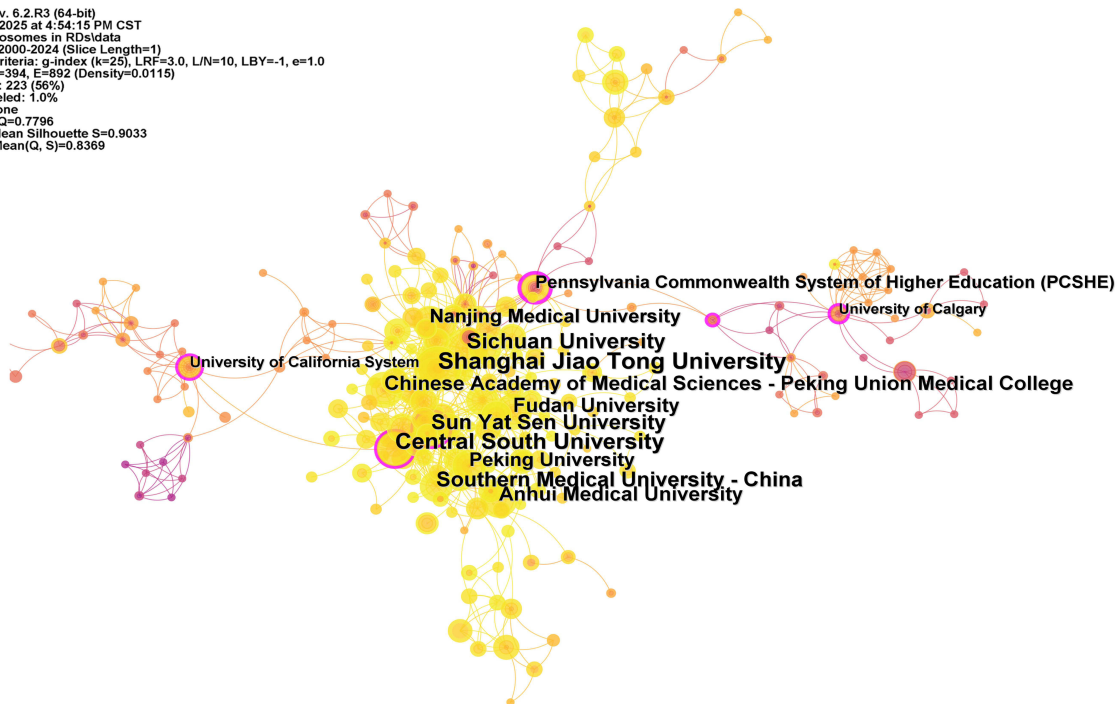 v. 6.2.R3 (64-bit)
2025 at 4:54:15 PM CST
osomes in RDs\data
2000-2024 (Slice Length=1)
riteria: g-index (k=25), LRF=3.0, L/N=10, LBY=-1, e=1.0
=394, E=892 (Density=0.0115)
: 223 (56%)
eled: 1.0%
one
Q=0.7796
ean Silhouette S=0.9033
Mean(Q, S)=0.8369
Pennsylvania Commonwealth System of Higher Education (PCSHE)
University of Calgary
Nanjing Medical University
Sichuan University
Shanghai Jiao Tong University
University of California System
Chinese Academy of Medical Sciences - Peking Union Medical College
Fudan University
Sun Yat Sen University
Central South University
Peking University
Southern Medical University - China
Anhui Medical University